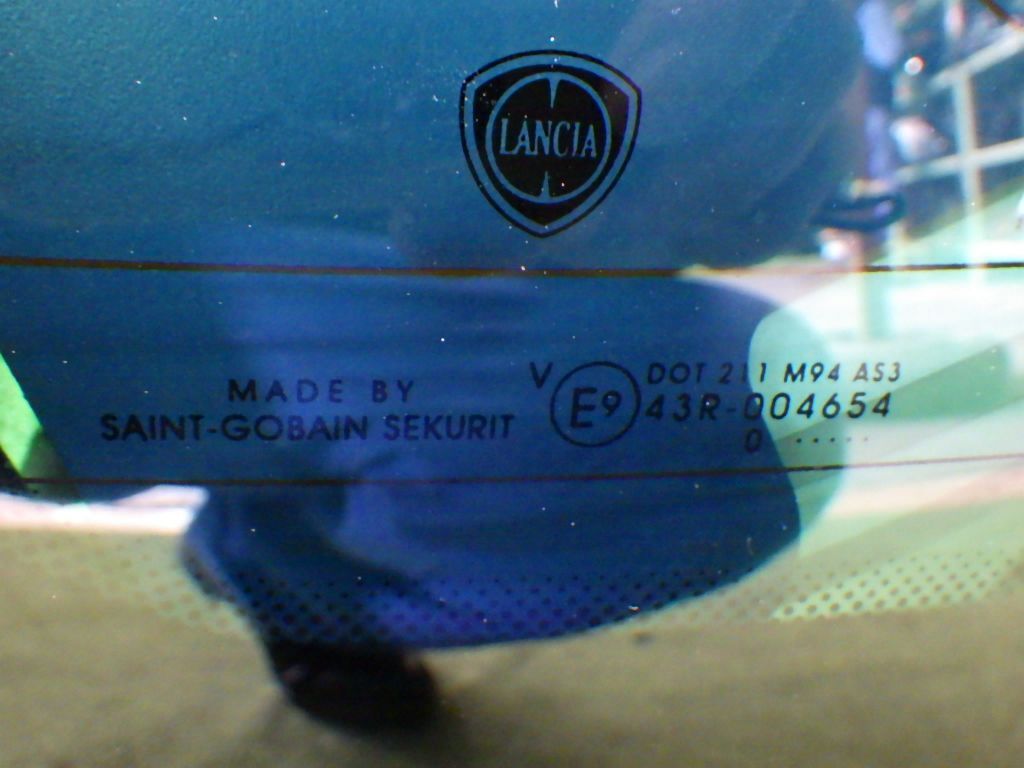 LANCIA
MADE BY
SAINT-GOBAIN SEKURIT
V
E9
DOT 211 M94 AS3
43R-004654
0 .....